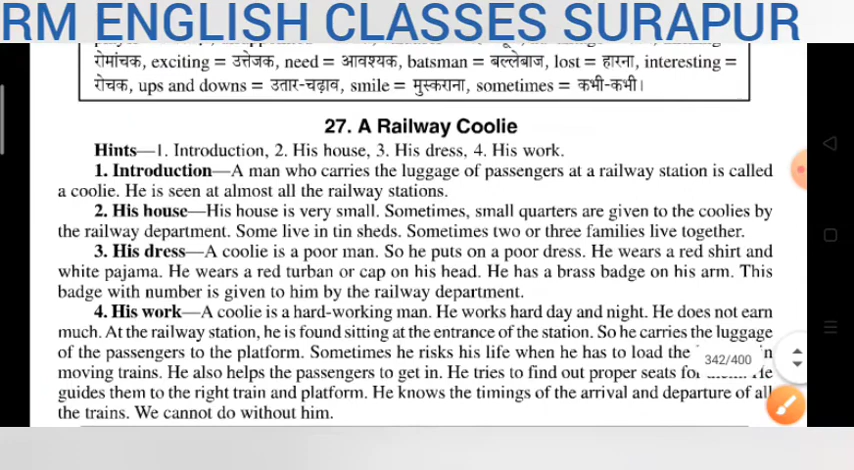 RM ENGLISH CLASSES SURAPUR
रोमांचक, exciting = उत्तेजक, need = आवश्यक, batsman = बल्लेबाज, lost = हारना, interesting =
रोचक, ups and downs = उतार-चढ़ाव, smile = मुस्कराना, sometimes = कभी-कभी।
27. A Railway Coolie
Hints—1. Introduction, 2. His house, 3. His dress, 4. His work.
1. Introduction—A man who carries the luggage of passengers at a railway station is called
a coolie. He is seen at almost all the railway stations.
2. His house—His house is very small. Sometimes, small quarters are given to the coolies by
the railway department. Some live in tin sheds. Sometimes two or three families live together.
3. His dress—A coolie is a poor man. So he puts on a poor dress. He wears a red shirt and
white pajama. He wears a red turban or cap on his head. He has a brass badge on his arm. This
badge with number is given to him by the railway department.
4. His work—A coolie is a hard-working man. He works hard day and night. He does not earn
much. At the railway station, he is found sitting at the entrance of the station. So he carries the luggage
of the passengers to the platform. Sometimes he risks his life when he has to load the
342/400
moving trains. He also helps the passengers to get in. He tries to find out proper seats for
guides them to the right train and platform. He knows the timings of the arrival and departure of all
the trains. We cannot do without him.